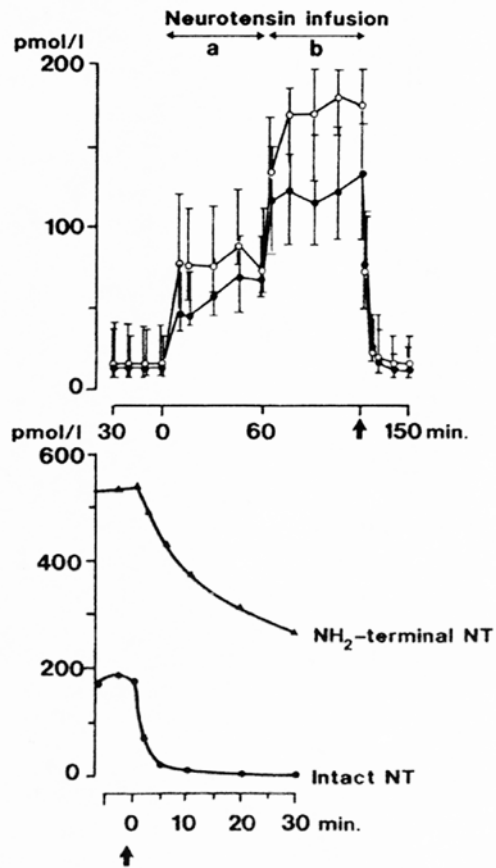 Neurotensin infusion
pmol/l
a b
200
100
0
30 0 60 150 min.
pmol/l
600
400
NH₂-terminal NT
200
0
Intact NT
0 10 20 30 min.